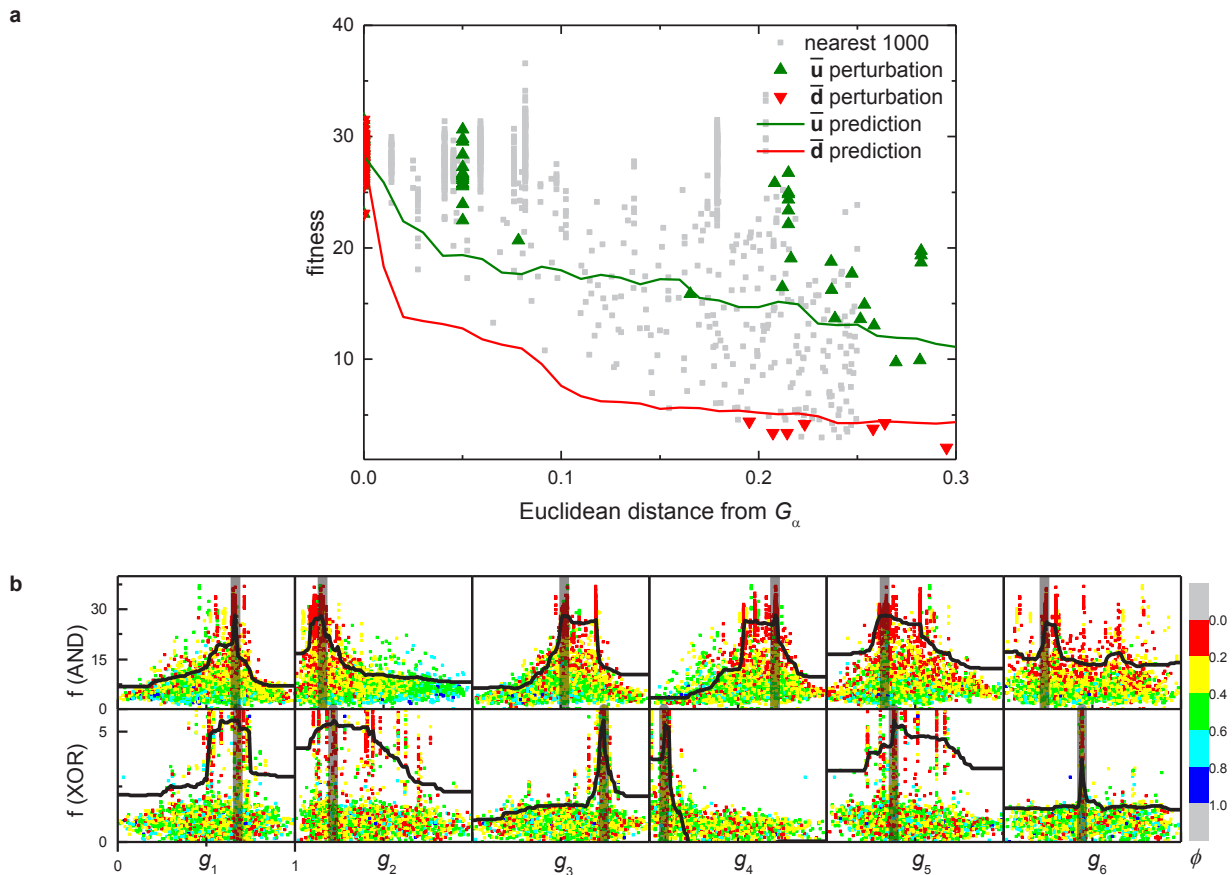 a
40
30
20
10
fitness
nearest 1000
u̅ perturbation
d̅ perturbation
u̅ prediction
d̅ prediction
0.0 0.1 0.2 0.3
Euclidean distance from Gα
b
30
15
0
f (AND)
5
0
f (XOR)
0.0
0.2
0.4
0.6
0.8
1.0
0 g1 1 g2 g3 g4 g5 g6 ϕ